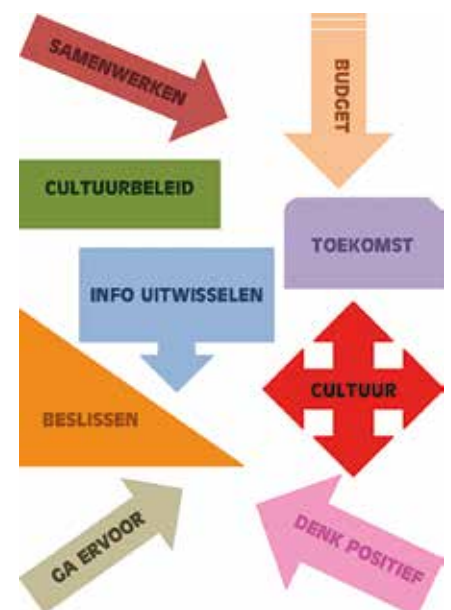 SAMENWERKEN
BUDGET
CULTUURBELEID
TOEKOMST
INFO UITWISSELEN
CULTUUR
BESLISSEN
GA ERVOOR
DENK POSITIEF